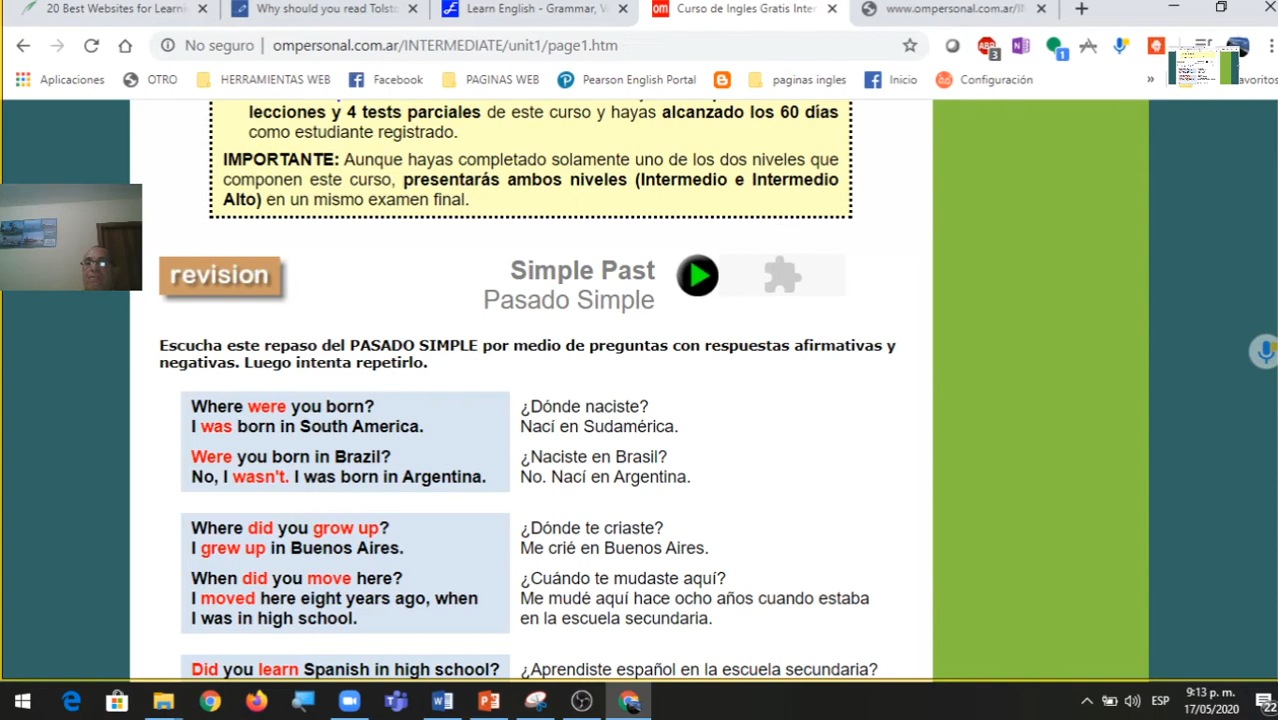 20 Best Websites for Learni
Why should you read Tolst
Learn English - Grammar, V
om Curso de Ingles Gratis Inter
www.ompersonal.com.ar/IN
No seguro | ompersonal.com.ar/INTERMEDIATE/unit1/page1.htm
3
1
Aplicaciones
OTRO
HERRAMIENTAS WEB
Facebook
PAGINAS WEB
Pearson English Portal
paginas ingles
Inicio
Configuración
»
avoritos
lecciones y 4 tests parciales de este curso y hayas alcanzado los 60 días
como estudiante registrado.
IMPORTANTE: Aunque hayas completado solamente uno de los dos niveles que
componen este curso, presentarás ambos niveles (Intermedio e Intermedio
Alto) en un mismo examen final.
revision
Simple Past
Pasado Simple
Escucha este repaso del PASADO SIMPLE por medio de preguntas con respuestas afirmativas y
negativas. Luego intenta repetirlo.
Where were you born? ¿Dónde naciste?
I was born in South America. Nací en Sudamérica.
Were you born in Brazil? ¿Naciste en Brasil?
No, I wasn't. I was born in Argentina. No. Nací en Argentina.
Where did you grow up? ¿Dónde te criaste?
I grew up in Buenos Aires. Me crié en Buenos Aires.
When did you move here? ¿Cuándo te mudaste aquí?
I moved here eight years ago, when Me mudé aquí hace ocho años cuando estaba
I was in high school. en la escuela secundaria.
Did you learn Spanish in high school? ¿Aprendiste español en la escuela secundaria?
ESP
9:13 p. m.
17/05/2020
22